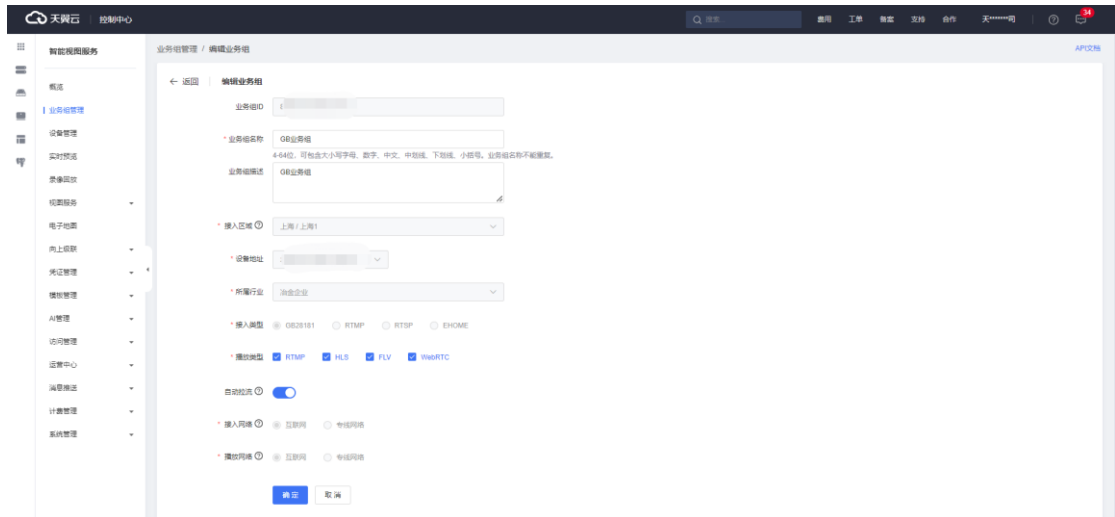 天翼云 控制中心 搜索... 费用 工单 备案 支持 合作 天*******司 34
智能视图服务 业务组管理 / 编辑业务组 API文档
← 返回 编辑业务组
概览
业务组管理
设备管理
实时预览
录像回放
视图服务
电子地图
向上级联
凭证管理
模板管理
AI管理
访问管理
运营中心
消息推送
计费管理
系统管理
业务组ID
* 业务组名称 GB业务组
4-64位，可包含大小写字母、数字、中文、中划线、下划线、小括号。业务组名称不能重复。
业务组描述 GB业务组
* 接入区域 上海 / 上海1
* 设备地址
* 所属行业 冶金企业
* 接入类型 GB28181 RTMP RTSP EHOME
* 播放类型 RTMP HLS FLV WebRTC
自动拉流
* 接入网络 互联网 专线网络
* 播放网络 互联网 专线网络
确定 取消